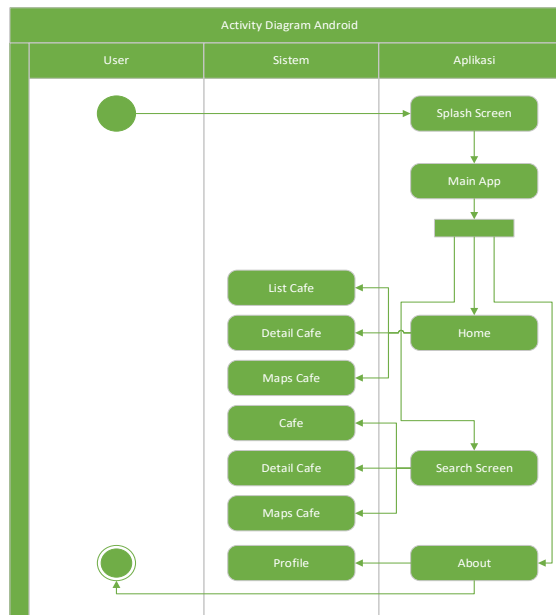 Activity Diagram Android
User
Sistem
Aplikasi
Splash Screen
Main App
List Cafe
Detail Cafe
Home
Maps Cafe
Cafe
Detail Cafe
Search Screen
Maps Cafe
Profile
About